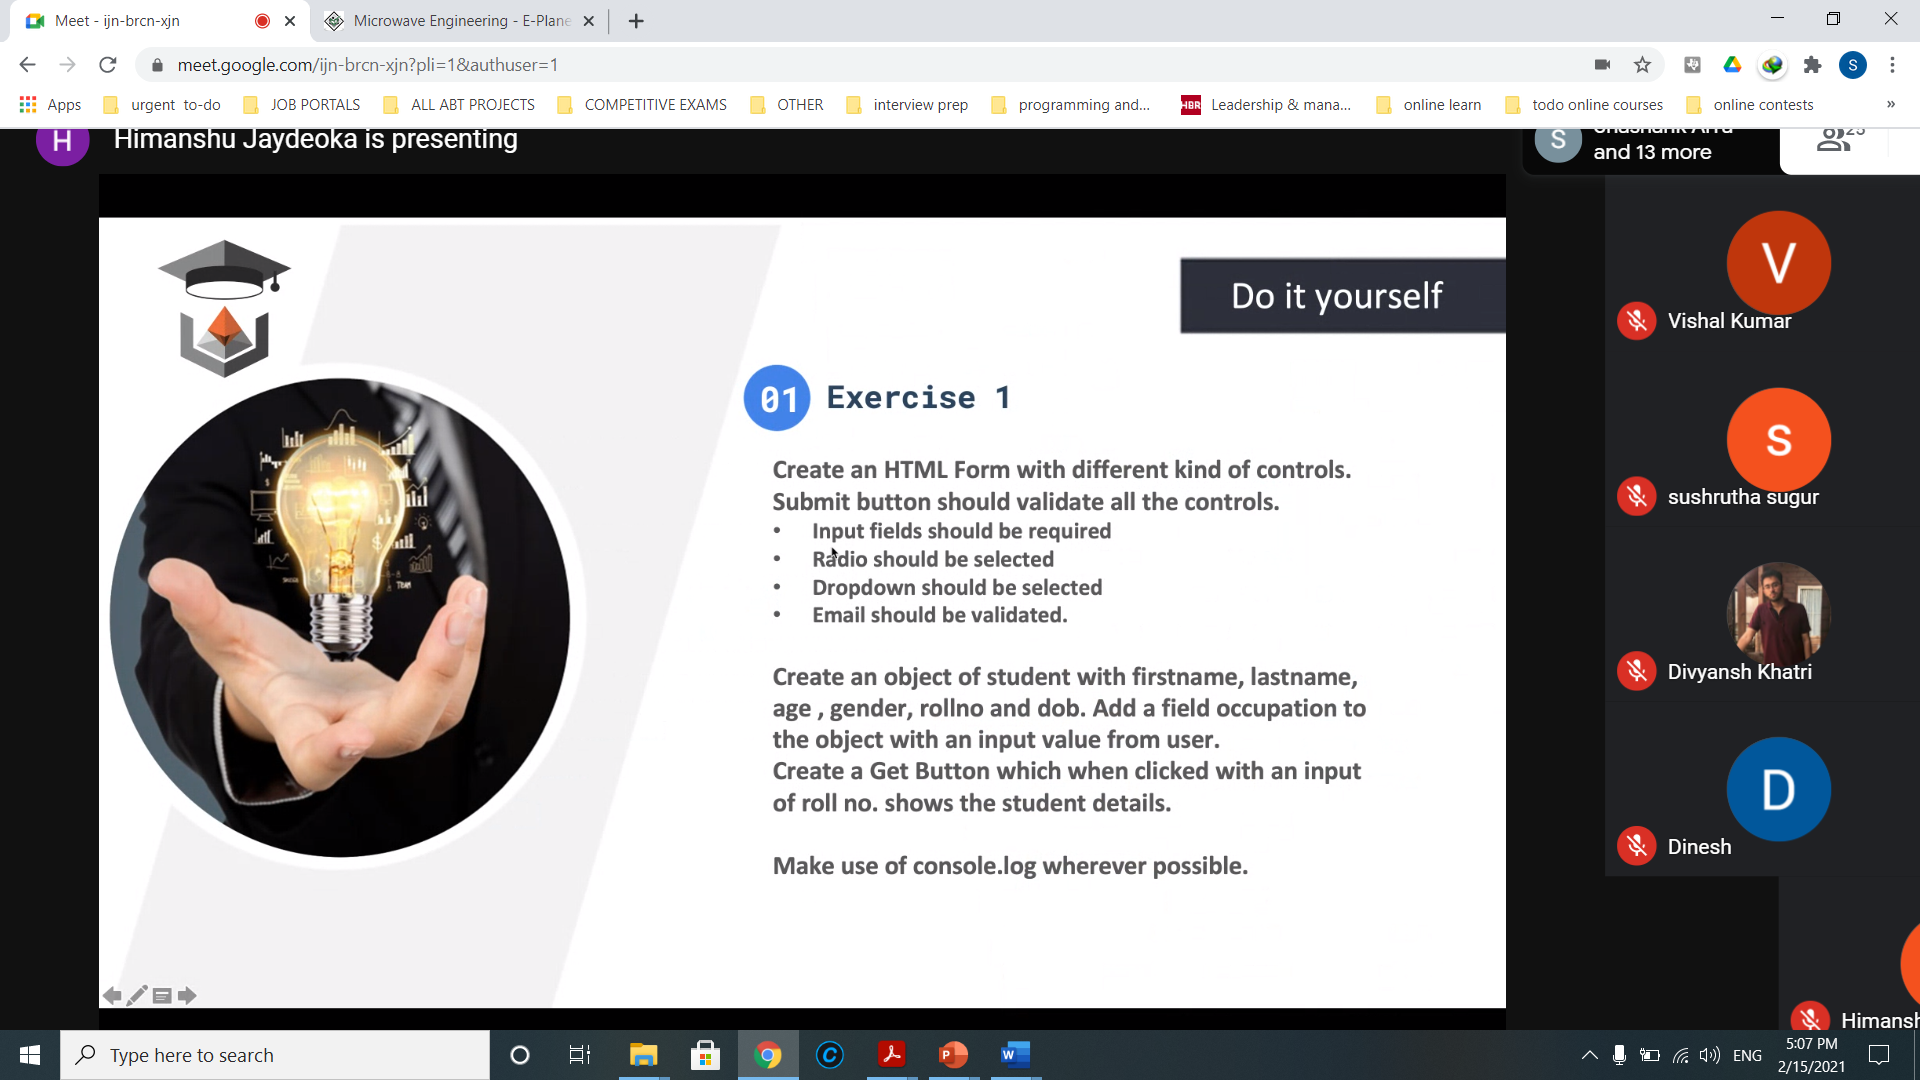 Meet - ijn-brcn-xjn
Microwave Engineering - E-Plane
meet.google.com/ijn-brcn-xjn?pli=1&authuser=1
S
Apps
urgent to-do
JOB PORTALS
ALL ABT PROJECTS
COMPETITIVE EXAMS
OTHER
interview prep
programming and...
HBR
Leadership & mana...
online learn
todo online courses
online contests
»
H
Himanshu Jaydeoka is presenting
S
and 13 more
25
Do it yourself
01
Exercise 1
Create an HTML Form with different kind of controls.
Submit button should validate all the controls.
• Input fields should be required
• Radio should be selected
• Dropdown should be selected
• Email should be validated.
Create an object of student with firstname, lastname,
age , gender, rollno and dob. Add a field occupation to
the object with an input value from user.
Create a Get Button which when clicked with an input
of roll no. shows the student details.
Make use of console.log wherever possible.
V
Vishal Kumar
S
sushrutha sugur
Divyansh Khatri
D
Dinesh
Himansh
Type here to search
ENG
5:07 PM
2/15/2021